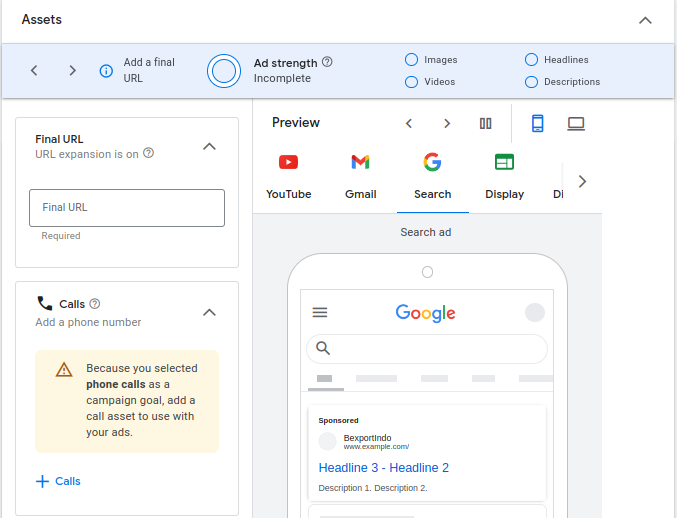 Assets
Add a final
URL
Ad strength
Incomplete
Images
Headlines
Videos
Descriptions
Final URL
URL expansion is on
Final URL
Required
Calls
Add a phone number
Because you selected
phone calls as a
campaign goal, add a
call asset to use with
your ads.
Calls
Preview
YouTube
Gmail
Search
Display
Di
Search ad
Google
Sponsored
BexportIndo
www.example.com/
Headline 3 - Headline 2
Description 1. Description 2.